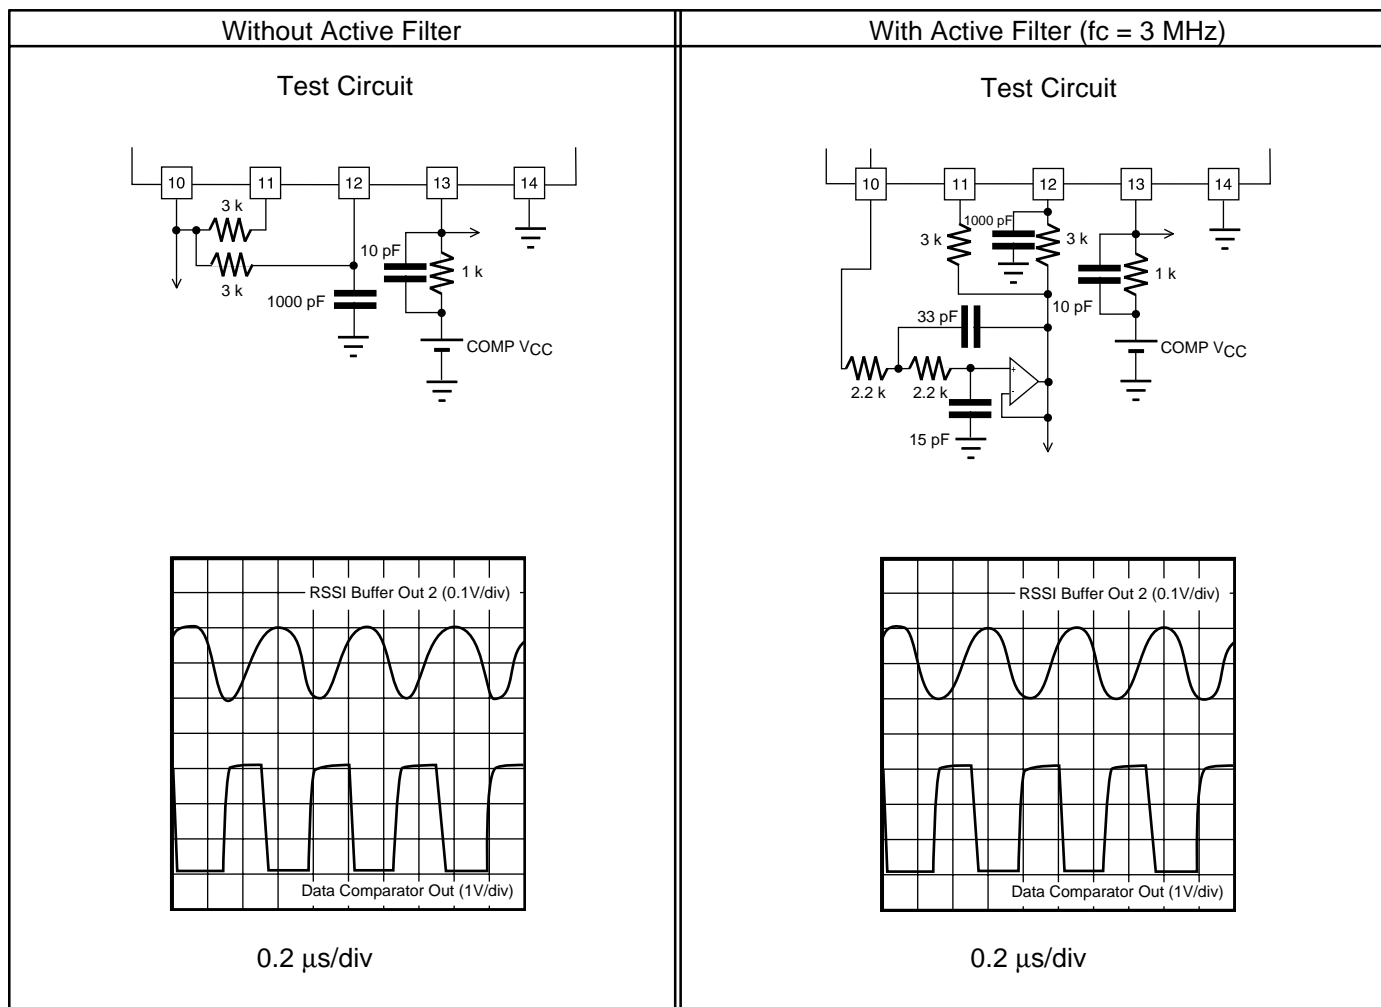 Without Active Filter
With Active Filter (fc = 3 MHz)
Test Circuit
10
11
12
13
14
3 k
3 k
1000 pF
10 pF
1 k
COMP VCC
RSSI Buffer Out 2 (0.1V/div)
Data Comparator Out (1V/div)
0.2 µs/div
Test Circuit
10
11
12
13
14
1000 pF
3 k
3 k
1 k
10 pF
33 pF
COMP VCC
2.2 k
2.2 k
+
-
15 pF
RSSI Buffer Out 2 (0.1V/div)
Data Comparator Out (1V/div)
0.2 µs/div